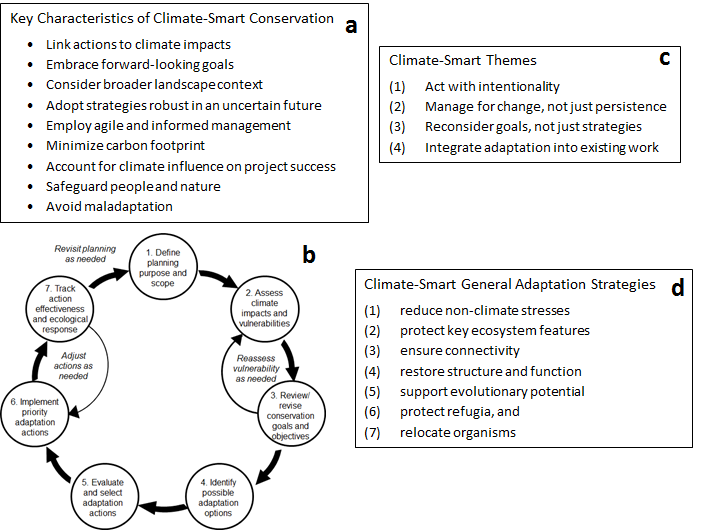 Key Characteristics of Climate-Smart Conservation
a
• Link actions to climate impacts
• Embrace forward-looking goals
• Consider broader landscape context
• Adopt strategies robust in an uncertain future
• Employ agile and informed management
• Minimize carbon footprint
• Account for climate influence on project success
• Safeguard people and nature
• Avoid maladaptation
Climate-Smart Themes
c
(1) Act with intentionality
(2) Manage for change, not just persistence
(3) Reconsider goals, not just strategies
(4) Integrate adaptation into existing work
b
Revisit planning
as needed
1. Define
planning
purpose and
scope
2. Assess
climate
impacts and
vulnerabilities
Reassess
vulnerability
as needed
3. Review/
revise
conservation
goals and
objectives
4. Identify
possible
adaptation
options
5. Evaluate
and select
adaptation
actions
6. Implement
priority
adaptation
actions
Adjust
actions as
needed
7. Track
action
effectiveness
and ecological
response
Climate-Smart General Adaptation Strategies
d
(1) reduce non-climate stresses
(2) protect key ecosystem features
(3) ensure connectivity
(4) restore structure and function
(5) support evolutionary potential
(6) protect refugia, and
(7) relocate organisms